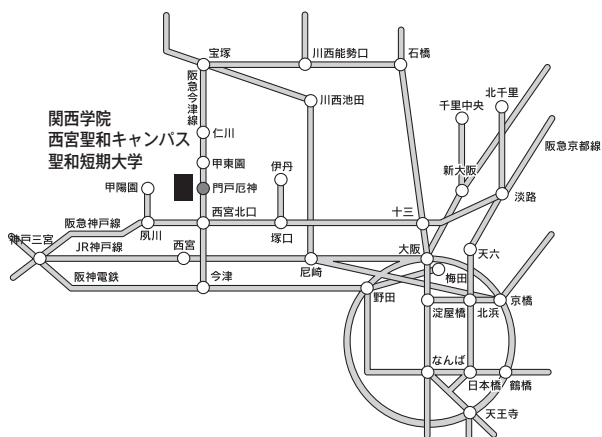 宝塚
川西能勢口
石橋
阪急今津線
川西池田
千里中央
北千里
関西学院
西宮聖和キャンパス
聖和短期大学
仁川
阪急京都線
甲東園
伊丹
新大阪
甲陽園
門戸厄神
淡路
阪急神戸線
西宮北口
十三
夙川
塚口
神戸三宮
JR神戸線
西宮
大阪
天六
尼崎
阪神電鉄
今津
梅田
野田
淀屋橋
北浜
京橋
なんば
日本橋
鶴橋
天王寺